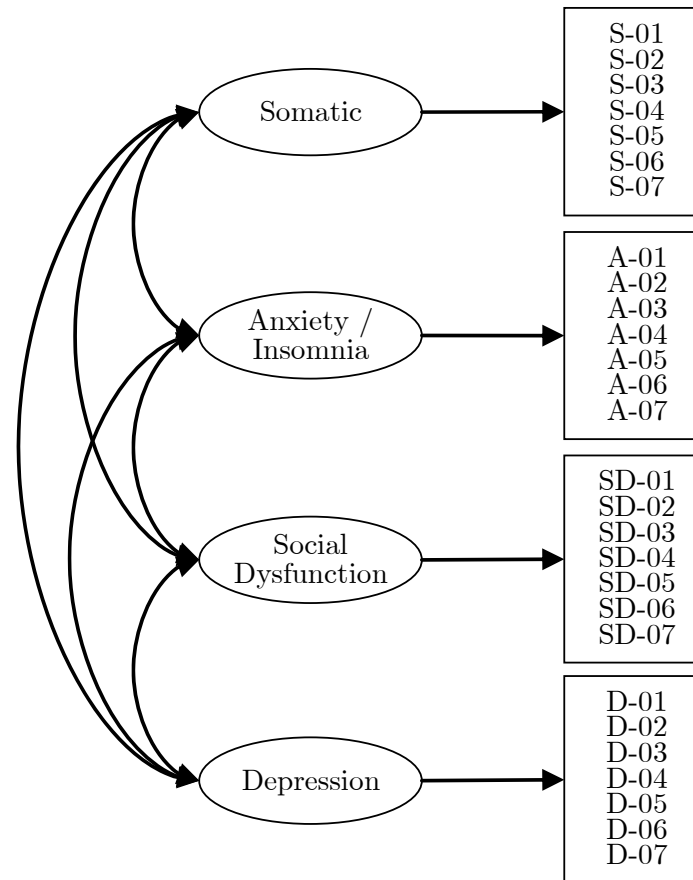 Somatic
S-01
S-02
S-03
S-04
S-05
S-06
S-07
Anxiety /
Insomnia
A-01
A-02
A-03
A-04
A-05
A-06
A-07
Social
Dysfunction
SD-01
SD-02
SD-03
SD-04
SD-05
SD-06
SD-07
Depression
D-01
D-02
D-03
D-04
D-05
D-06
D-07